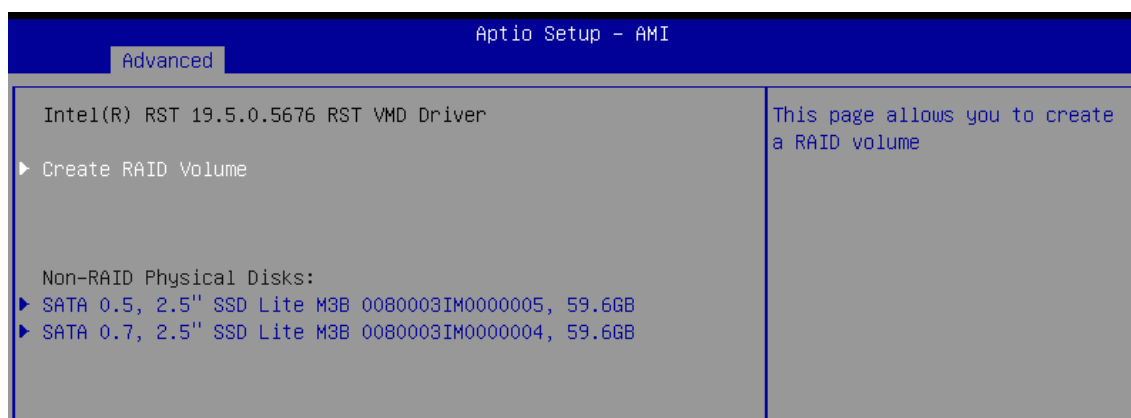 Aptio Setup – AMI
Advanced
Intel(R) RST 19.5.0.5676 RST VMD Driver
Create RAID Volume
Non-RAID Physical Disks:
SATA 0.5, 2.5" SSD Lite M3B 0080003IM0000005, 59.6GB
SATA 0.7, 2.5" SSD Lite M3B 0080003IM0000004, 59.6GB
This page allows you to create
a RAID volume